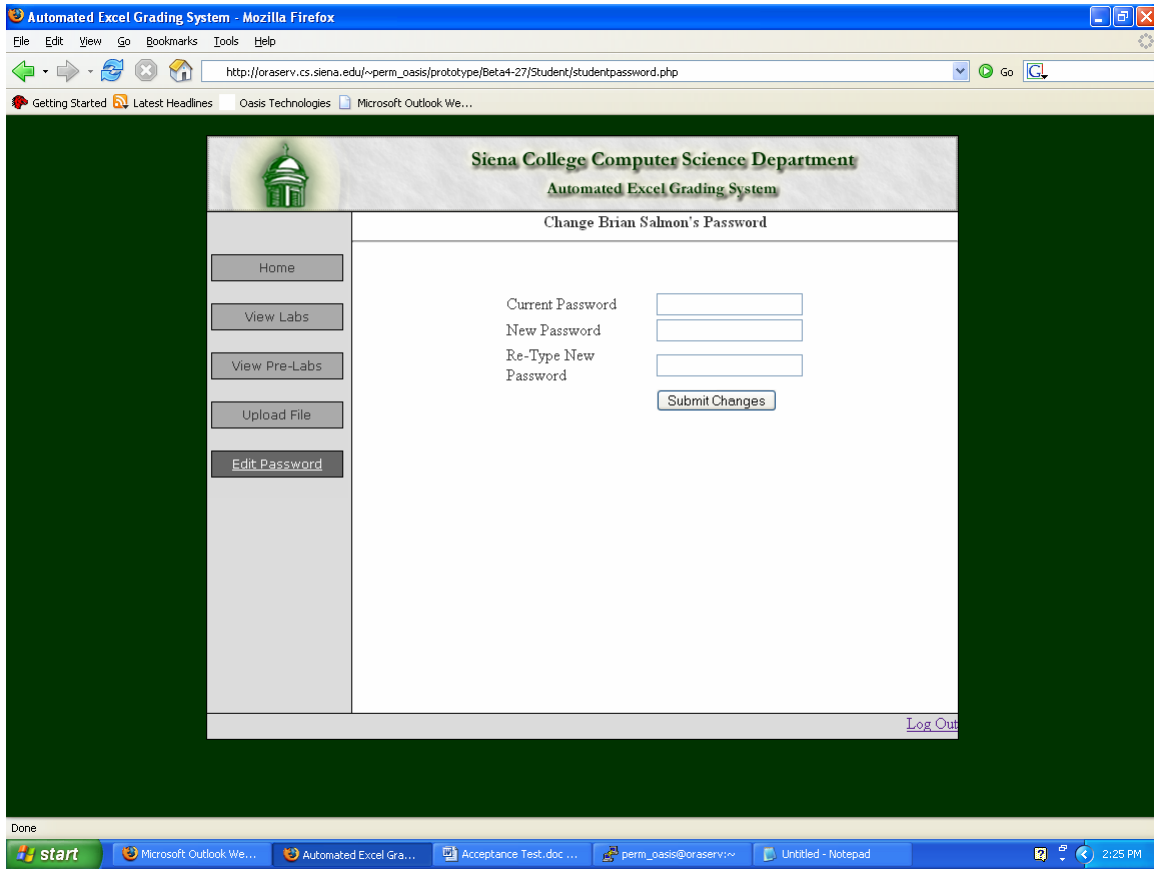 Automated Excel Grading System - Mozilla Firefox
File Edit View Go Bookmarks Tools Help
http://oraserv.cs.siena.edu/~perm_oasis/prototype/Beta4-27/Student/studentpassword.php
Go
G
Getting Started Latest Headlines Oasis Technologies Microsoft Outlook We...
Siena College Computer Science Department
Automated Excel Grading System
Change Brian Salmon's Password
Home
View Labs
View Pre-Labs
Upload File
Edit Password
Current Password
New Password
Re-Type New
Password
Submit Changes
Log Out
Done
start Microsoft Outlook We... Automated Excel Gra... Acceptance Test.doc ... perm_oasis@oraserv:~ Untitled - Notepad 2:25 PM